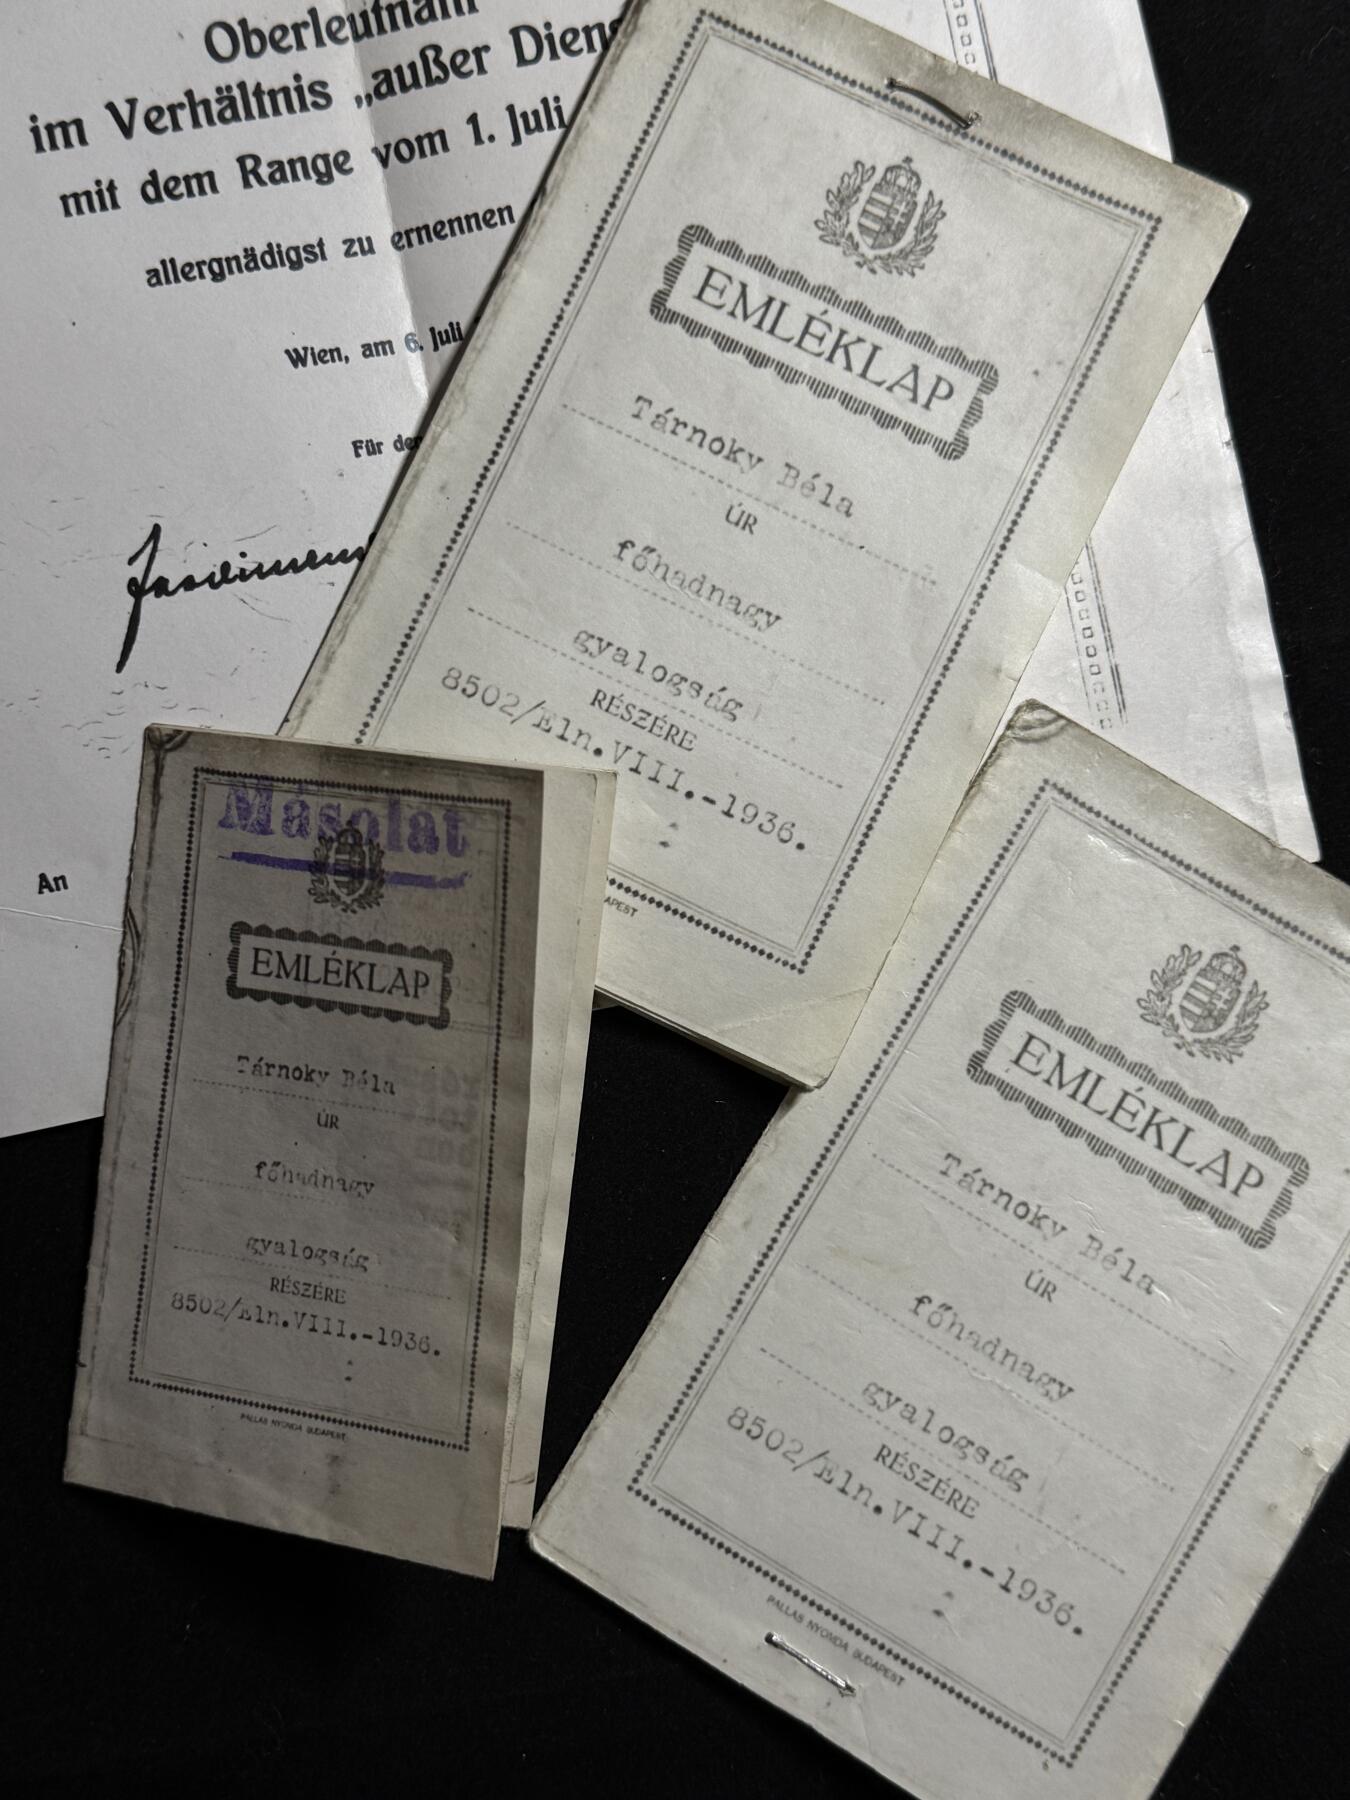 Oberleutnant
im Verhältnis „außer
mit dem Range vom 1. Juli
allergnädigst zu ernennen
Wien, am 6. Juli
Für
An
EMLÉKLAP
Tárnoky Béla
ÚR
főhadnagy
gyalogság
RÉSZÉRE
8502/Eln.VIII.-1936.
Másolat
EMLÉKLAP
Tárnoky Béla
ÚR
főhadnagy
gyalogság
RÉSZÉRE
8502/Eln.VIII.-1936.
PALLAS NYOMDA BUDAPEST
EMLÉKLAP
Tárnoky Béla
ÚR
főhadnagy
gyalogság
RÉSZÉRE
8502/Eln.VIII.-1936.
PALLAS NYOMDA BUDAPEST